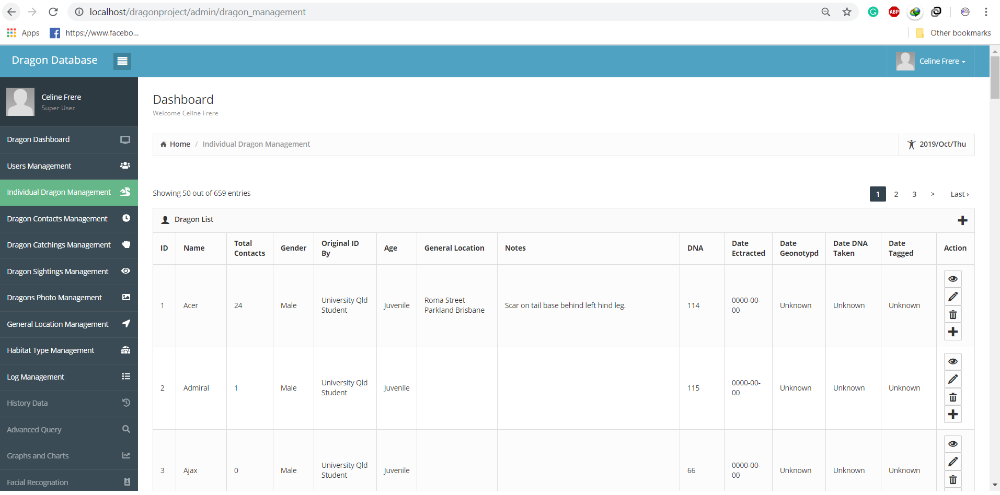 localhost/dragonproject/admin/dragon_management
Apps
https://www.facebo...
Other bookmarks
Dragon Database
Celine Frere
Celine Frere
Super User
Dragon Dashboard
Users Management
Individual Dragon Management
Dragon Contacts Management
Dragon Catchings Management
Dragon Sightings Management
Dragons Photo Management
General Location Management
Habitat Type Management
Log Management
History Data
Advanced Query
Graphs and Charts
Facial Recognation
Dashboard
Welcome Celine Frere
Home / Individual Dragon Management
2019/Oct/Thu
Showing 50 out of 659 entries
1 2 3 > Last ›
Dragon List
ID Name Total Contacts Gender Original ID By Age General Location Notes DNA Date Ectracted Date Geonotypd Date DNA Taken Date Tagged Action
1 Acer 24 Male University Qld Student Juvenile Roma Street Parkland Brisbane Scar on tail base behind left hind leg. 114 0000-00-00 Unknown Unknown Unknown
2 Admiral 1 Male University Qld Student Juvenile 115 0000-00-00 Unknown Unknown Unknown
3 Ajax 0 Male University Qld Student Juvenile 66 0000-00-00 Unknown Unknown Unknown
ABP